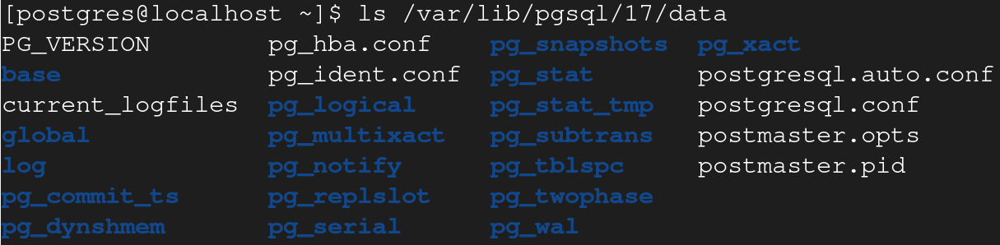 [postgres@localhost ~]$ ls /var/lib/pgsql/17/data
PG_VERSION pg_hba.conf pg_snapshots pg_xact
base pg_ident.conf pg_stat postgresql.auto.conf
current_logfiles pg_logical pg_stat_tmp postgresql.conf
global pg_multixact pg_subtrans postmaster.opts
log pg_notify pg_tblspc postmaster.pid
pg_commit_ts pg_replslot pg_twophase
pg_dynshmem pg_serial pg_wal